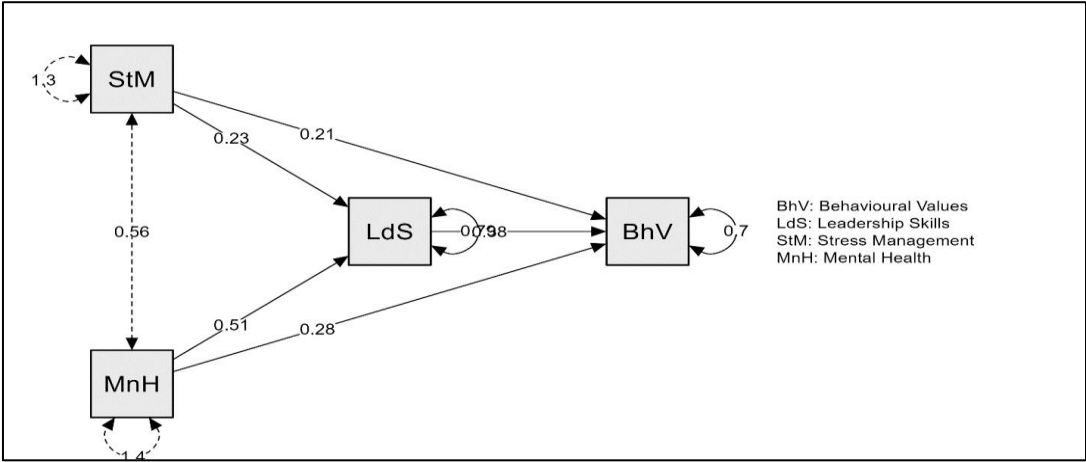 StM
1.3
0.23
0.21
0.56
LdS
BhV
0.7
0.51
0.28
MnH
1.4
BhV: Behavioural Values
LdS: Leadership Skills
StM: Stress Management
MnH: Mental Health